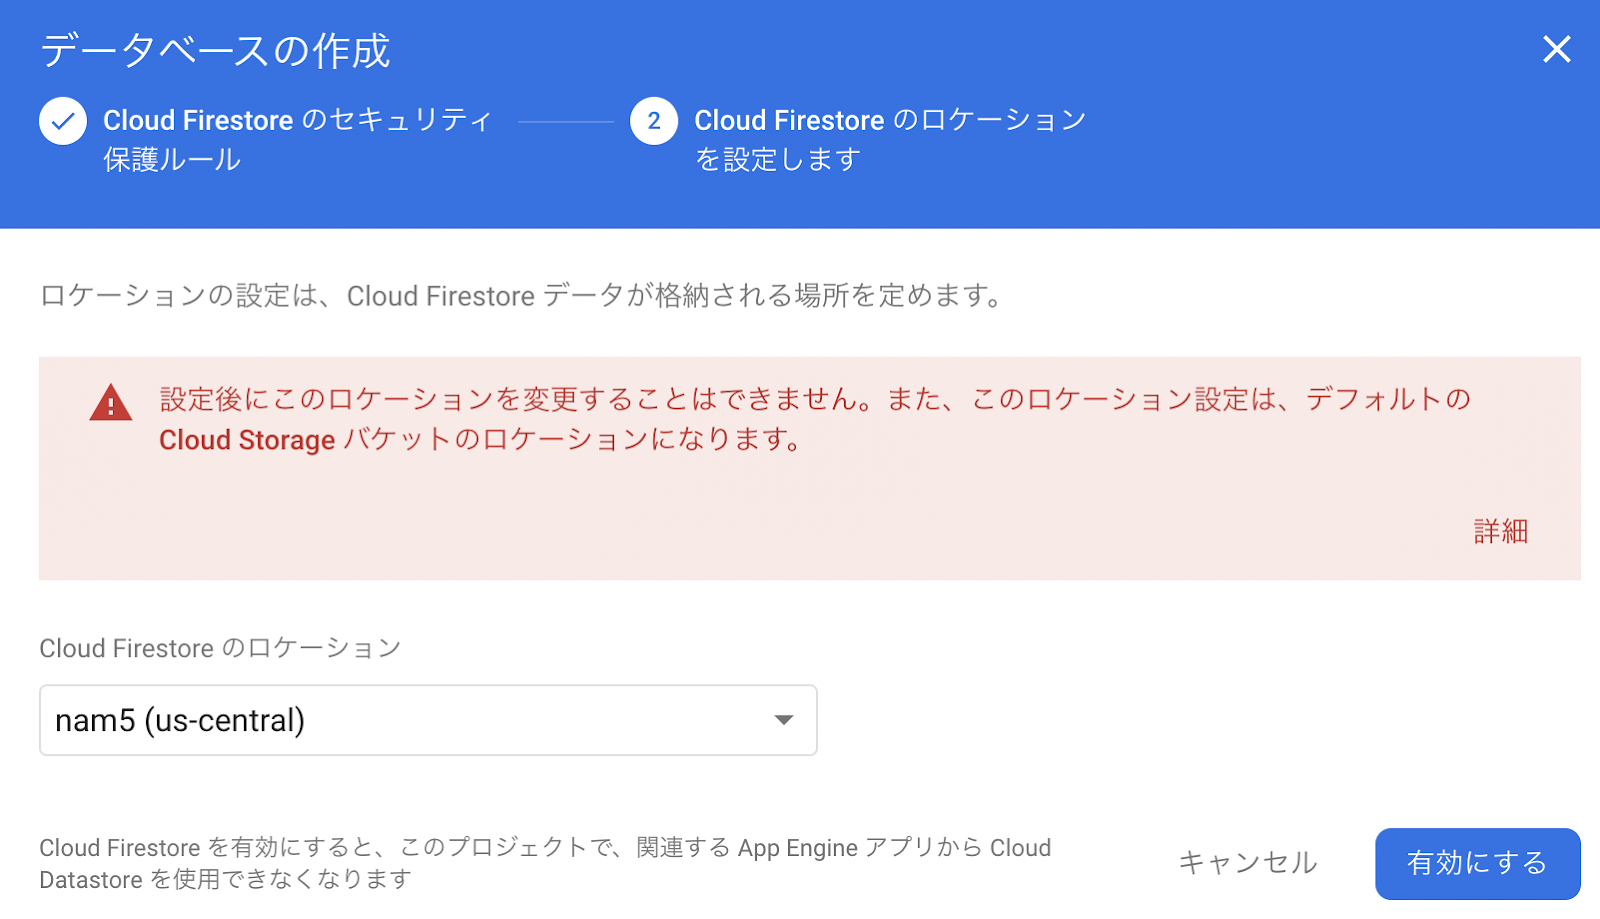 データベースの作成
Cloud Firestore のセキュリティ
保護ルール
2
Cloud Firestore のロケーション
を設定します
ロケーションの設定は、Cloud Firestore データが格納される場所を定めます。
設定後にこのロケーションを変更することはできません。また、このロケーション設定は、デフォルトの
Cloud Storage バケットのロケーションになります。
詳細
Cloud Firestore のロケーション
nam5 (us-central)
Cloud Firestore を有効にすると、このプロジェクトで、関連する App Engine アプリから Cloud
Datastore を使用できなくなります
キャンセル
有効にする